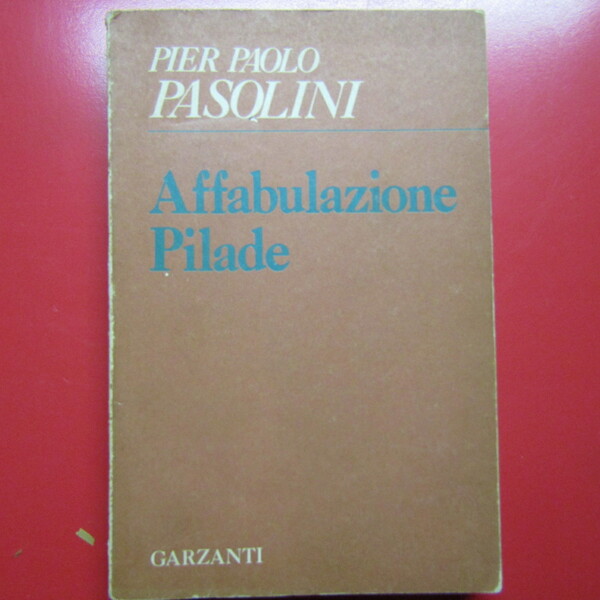 PIER PAOLO
PASOLINI
Affabulazione
Pilade
GARZANTI